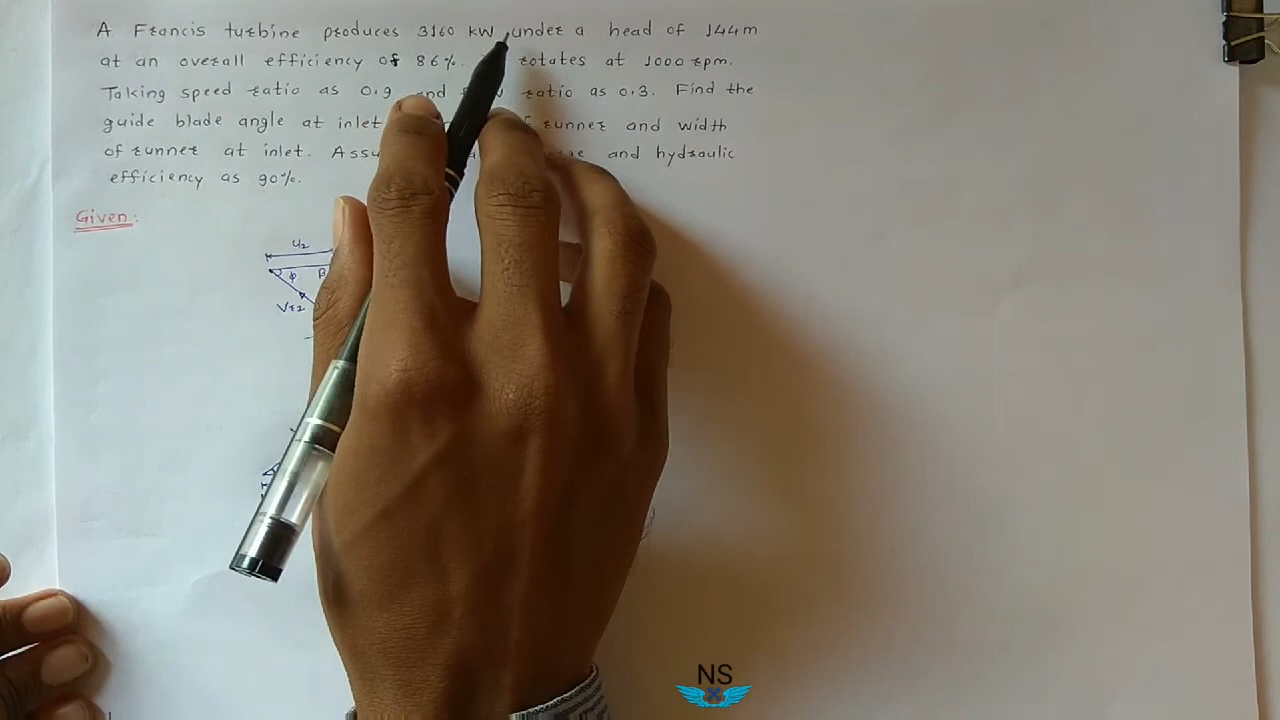 A Francis turbine produces 3160 kW under a head of 144m
at an overall efficiency of 86%. rotates at 1000 rpm.
Taking speed ratio as 0.9 and ratio as 0.3. Find the
guide blade angle at inlet runner and width
of runner at inlet. and hydraulic
efficiency as 90%.
Given:
U2
φ β
Vr2
NS